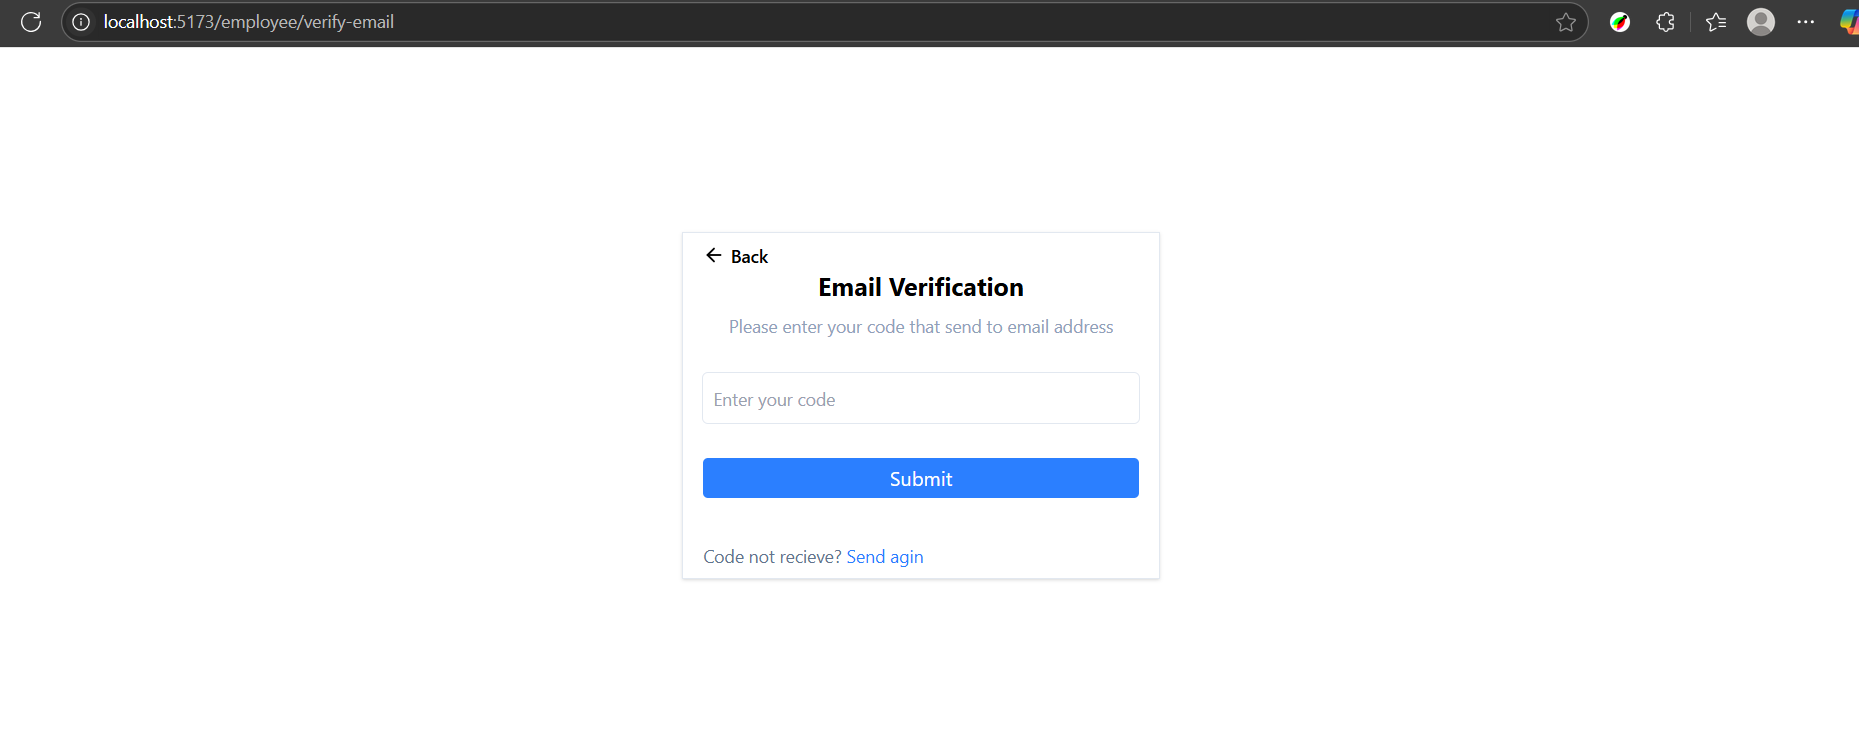 localhost:5173/employee/verify-email
Back
Email Verification
Please enter your code that send to email address
Enter your code
Submit
Code not recieve? Send agin